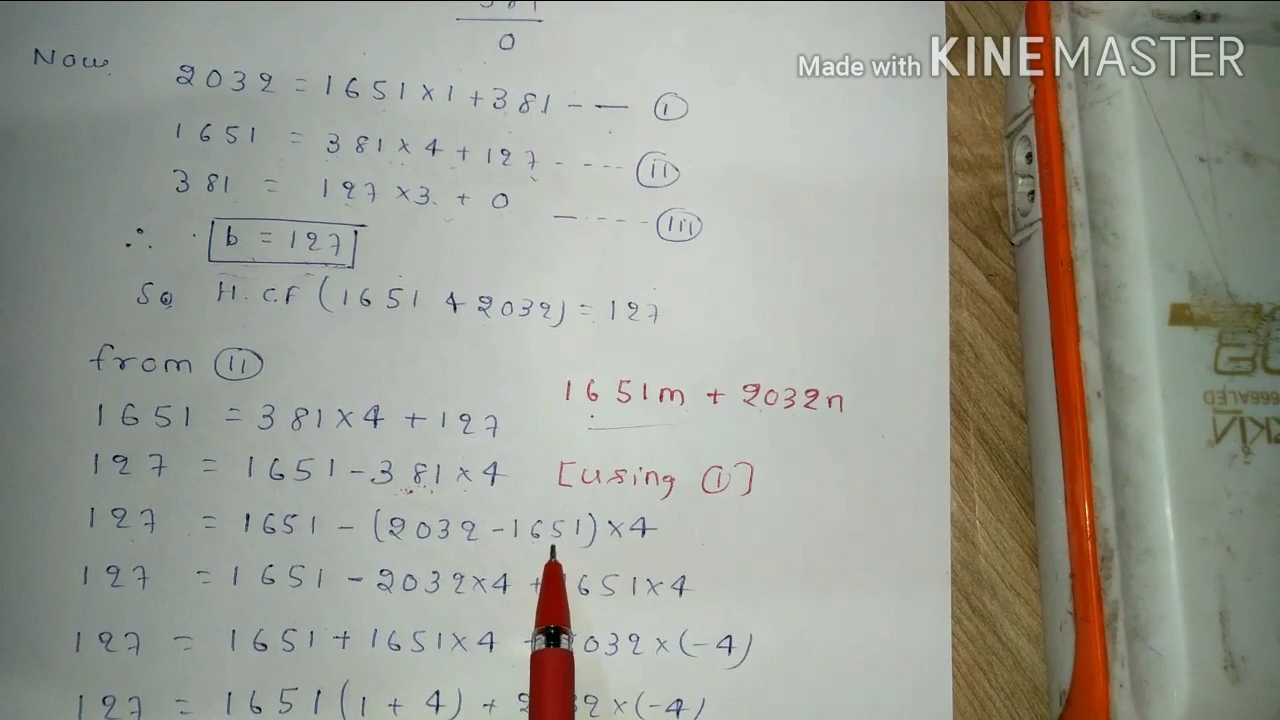 0
Made with KINEMASTER
Now
2032 = 1651 × 1 + 381 -- — (I)
1651 = 381 × 4 + 127 - ---- (II)
381 = 127 × 3 + 0 — ---- (III)
∴ b = 127
So H.C.F (1651 & 2032) = 127
from (II)
1651m + 2032n
1651 = 381 × 4 + 127
127 = 1651 - 381 × 4 [using (I)]
127 = 1651 - (2032 - 1651) × 4
127 = 1651 - 2032 × 4 + 1651 × 4
127 = 1651 + 1651 × 4 032 × (-4)
127 = 1651 (1 + 4) + 2 32 × (-4)